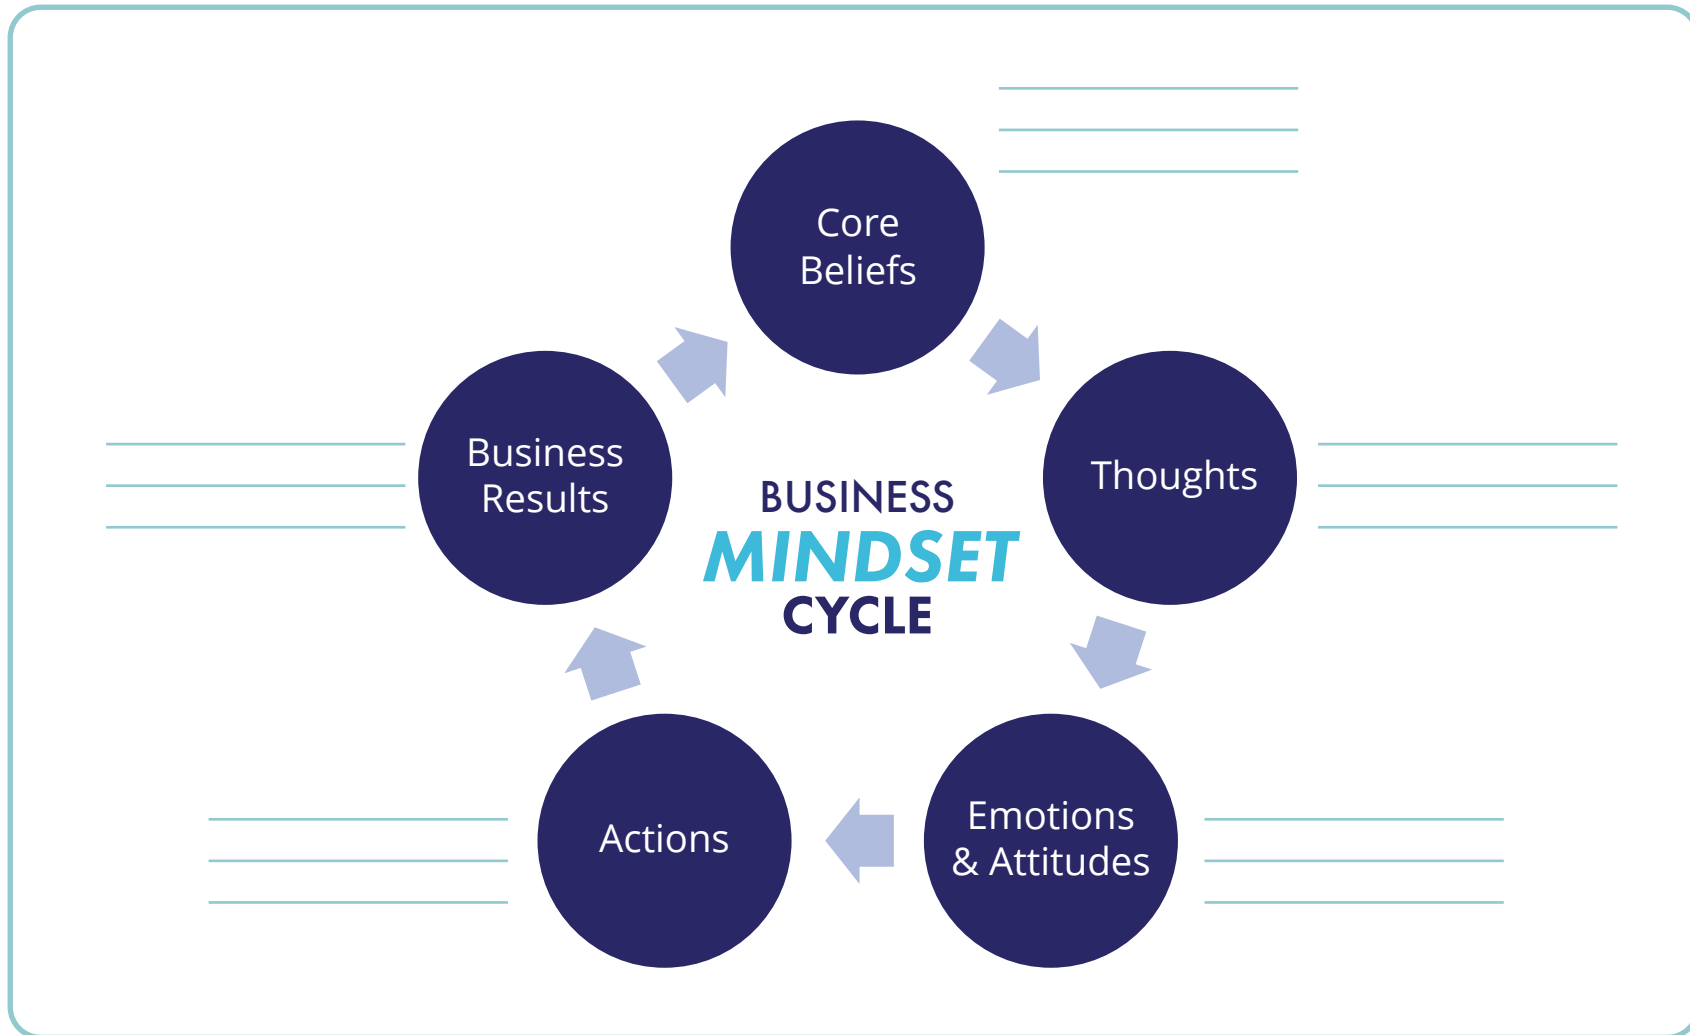 Core
Beliefs
Thoughts
Emotions
& Attitudes
Actions
Business
Results
BUSINESS
MINDSET
CYCLE